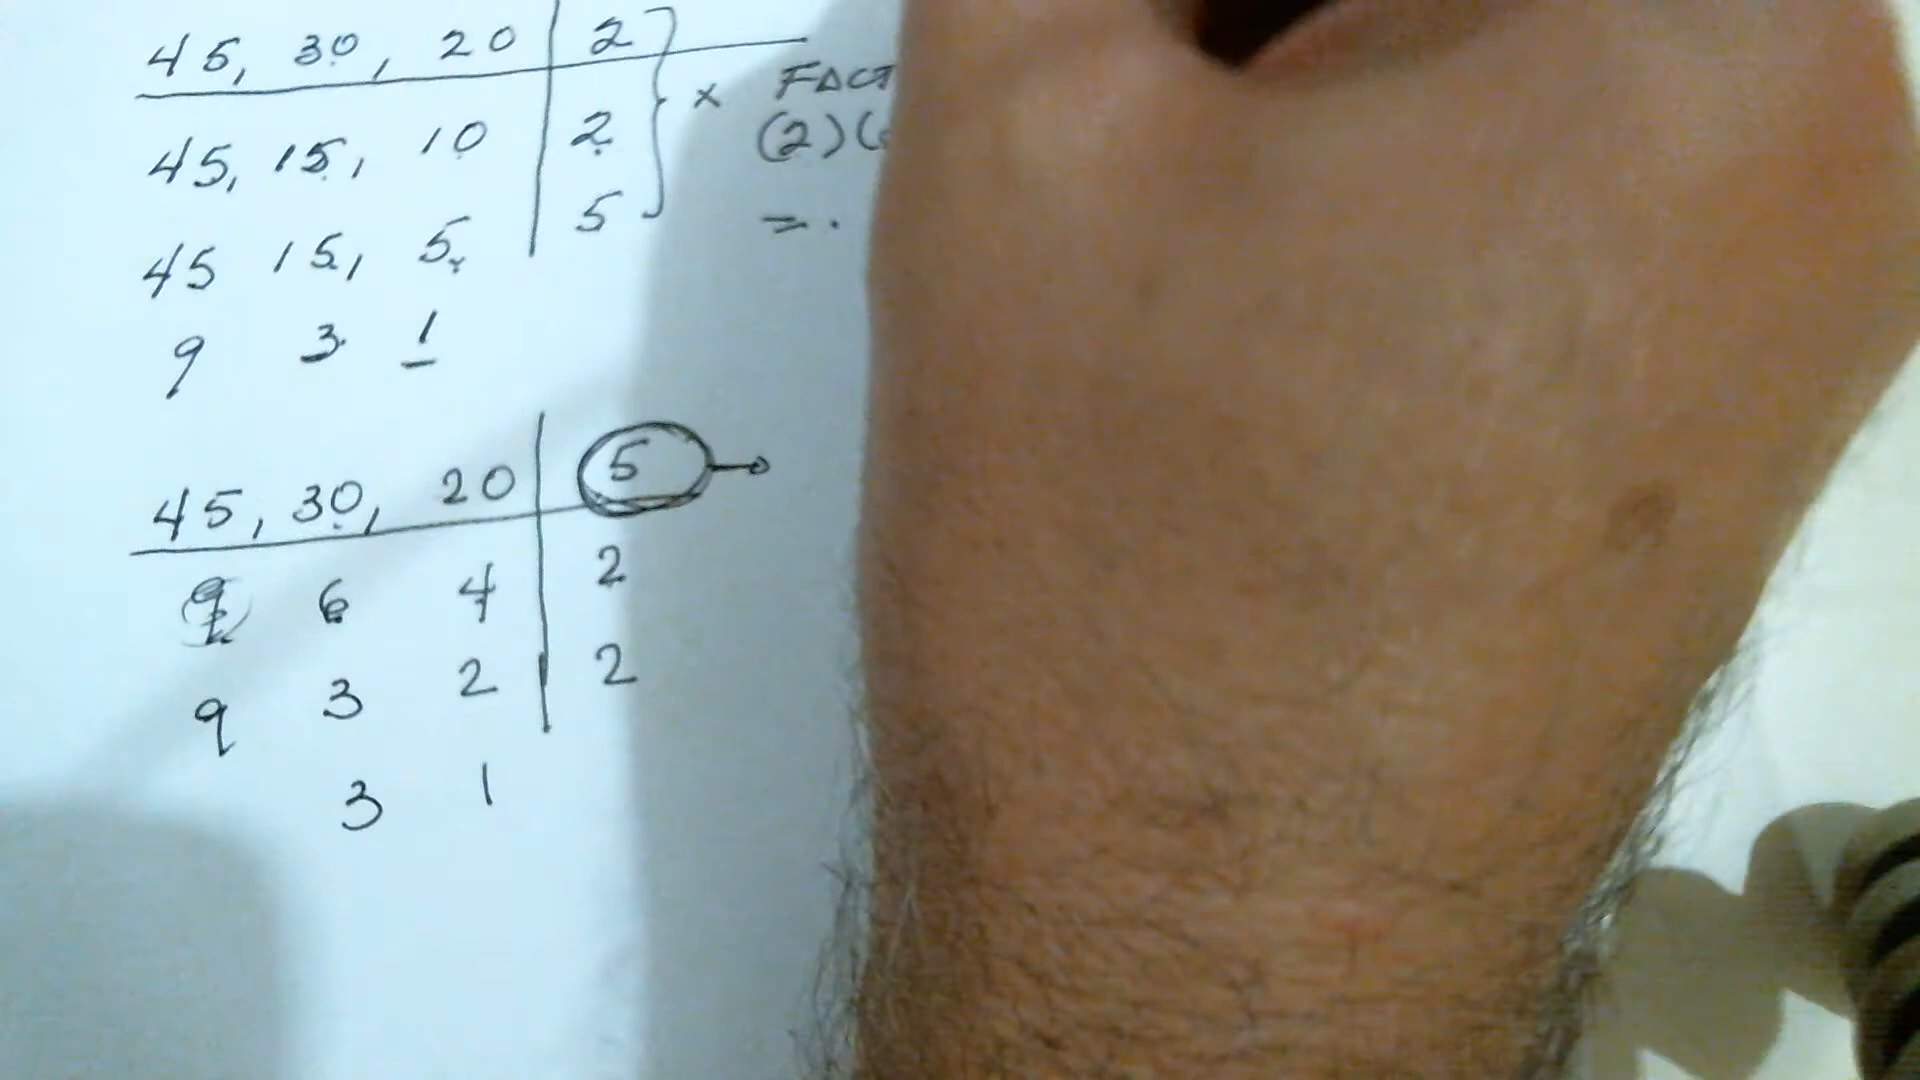 45, 30, 20 2
45, 15, 10 2 × FACT
45 15, 5, 5 (2)(
9 3 1 = .
45, 30, 20 5
9 6 4 2
9 3 2 2
3 1